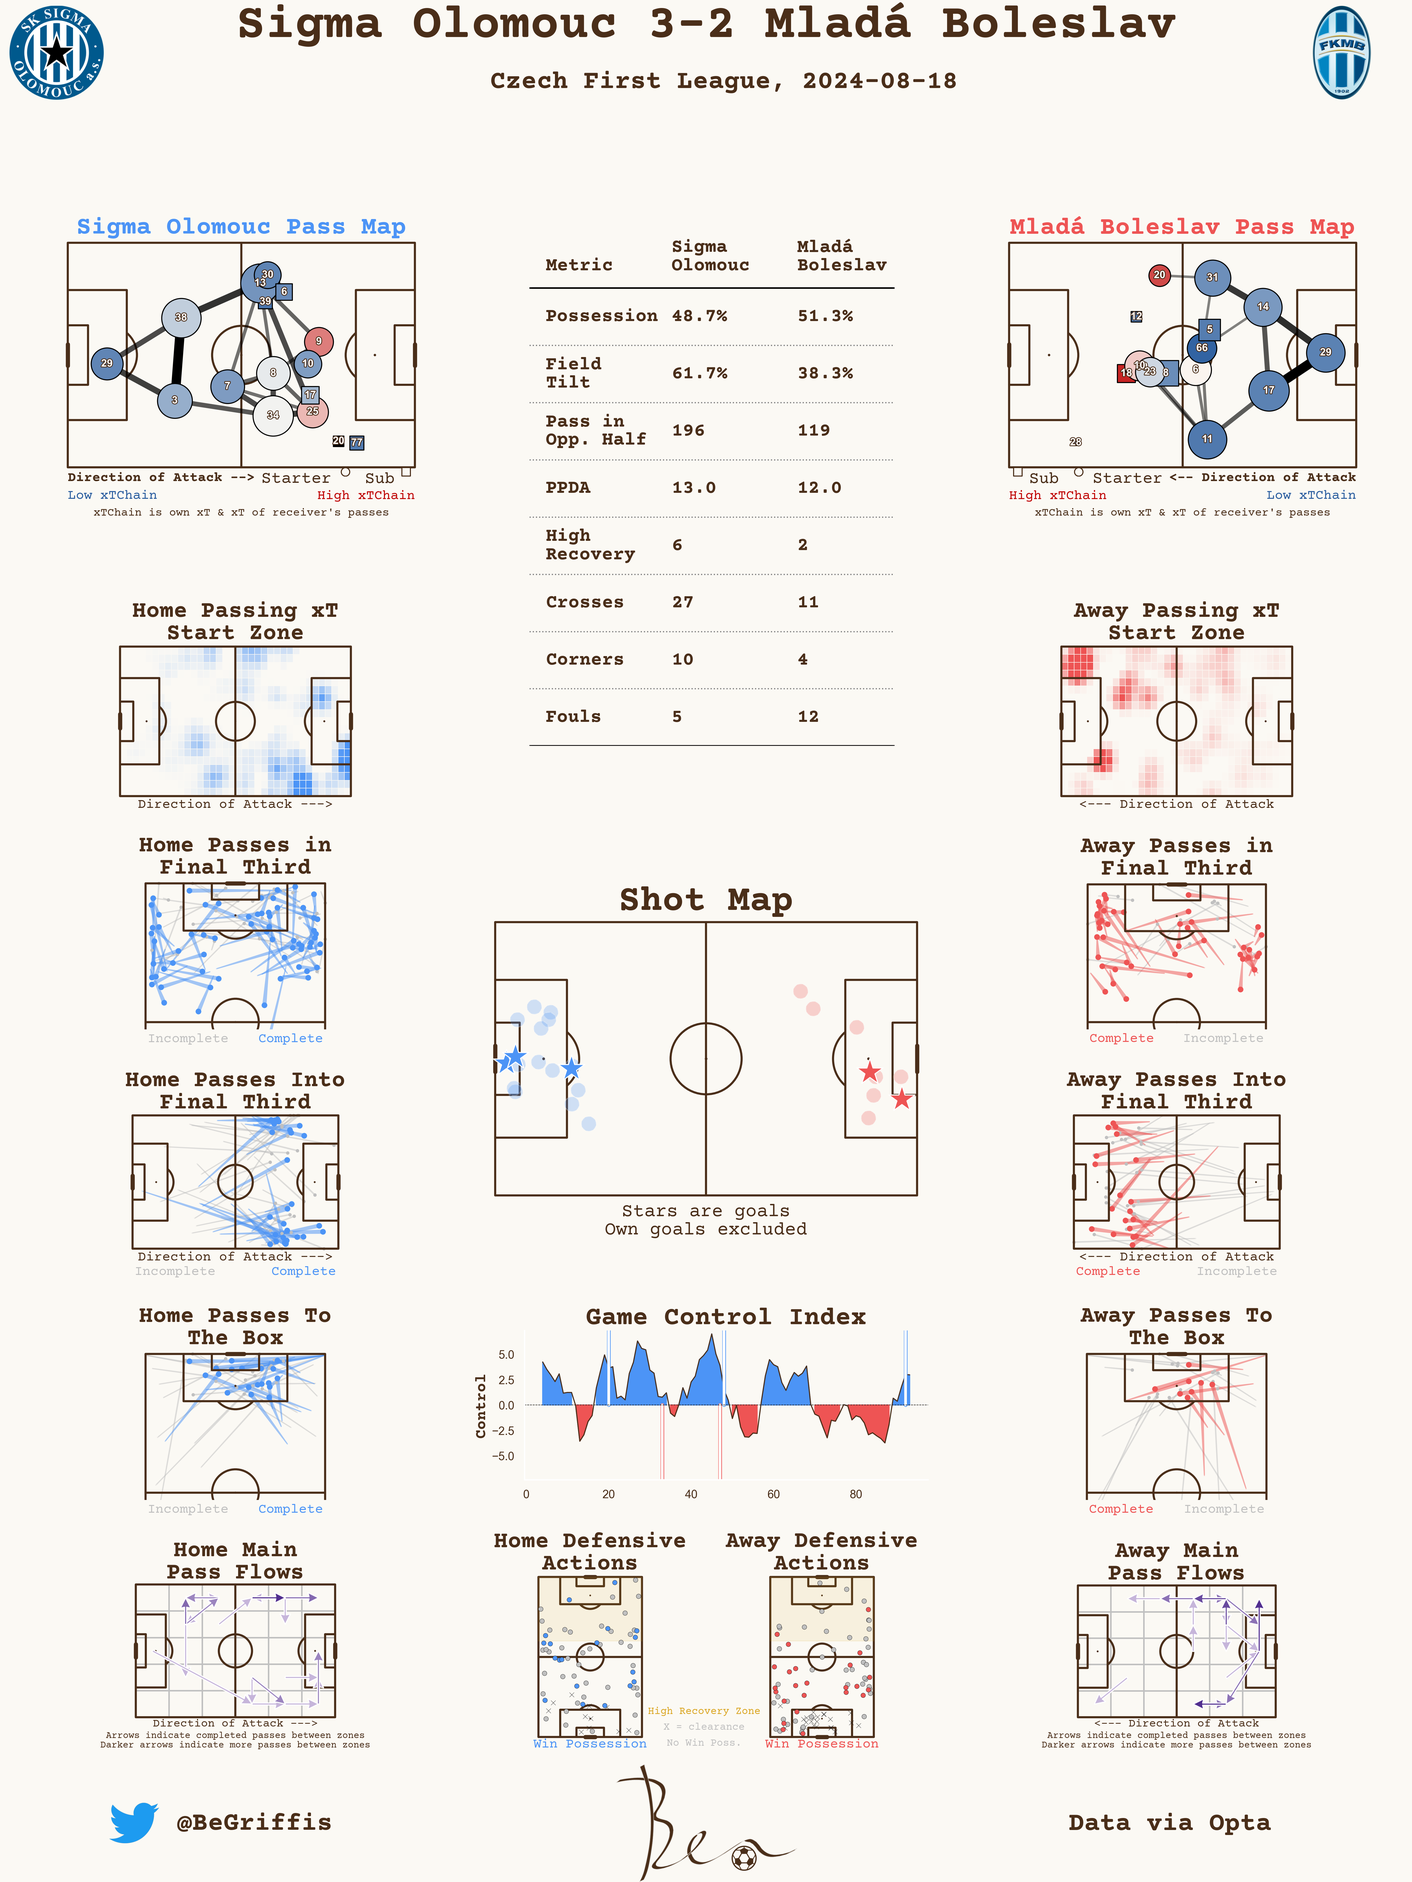 Sigma Olomouc 3-2 Mladá Boleslav
Czech First League, 2024-08-18
SK SIGMA
OLOMOUC a.s.
FKMB
1902
Sigma Olomouc Pass Map
30
13
6
39
38
9
10
29
8
7
17
3
25
34
20
77
Direction of Attack --> Starter Sub
Low xTChain High xTChain
xTChain is own xT & xT of receiver's passes
Metric Sigma Olomouc Mladá Boleslav
Possession 48.7% 51.3%
Field Tilt 61.7% 38.3%
Pass in Opp. Half 196 119
PPDA 13.0 12.0
High Recovery 6 2
Crosses 27 11
Corners 10 4
Fouls 5 12
Mladá Boleslav Pass Map
20
31
14
12
5
66
29
10
18
23
8
6
17
11
28
Sub Starter <-- Direction of Attack
High xTChain Low xTChain
xTChain is own xT & xT of receiver's passes
Home Passing xT
Start Zone
Direction of Attack --->
Away Passing xT
Start Zone
<--- Direction of Attack
Home Passes in
Final Third
Incomplete Complete
Away Passes in
Final Third
Complete Incomplete
Shot Map
Stars are goals
Own goals excluded
Home Passes Into
Final Third
Direction of Attack --->
Incomplete Complete
Away Passes Into
Final Third
<--- Direction of Attack
Complete Incomplete
Home Passes To
The Box
Incomplete Complete
Game Control Index
Control
5.0
2.5
0.0
−2.5
−5.0
0 20 40 60 80
Away Passes To
The Box
Complete Incomplete
Home Main
Pass Flows
Direction of Attack --->
Arrows indicate completed passes between zones
Darker arrows indicate more passes between zones
Home Defensive
Actions
Win Possession
Away Defensive
Actions
Win Possession
High Recovery Zone
X = clearance
No Win Poss.
Away Main
Pass Flows
<--- Direction of Attack
Arrows indicate completed passes between zones
Darker arrows indicate more passes between zones
@BeGriffis
Ben
Data via Opta